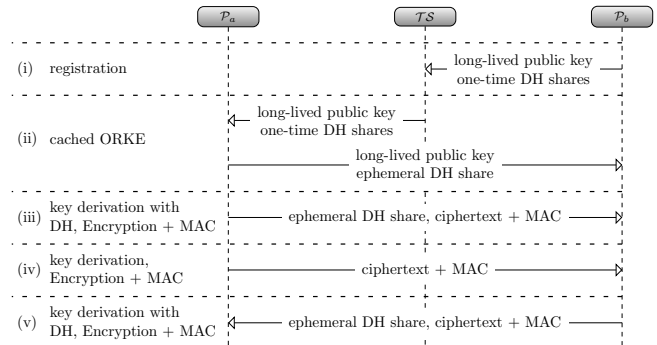 𝒫ₐ 𝒯𝒮 𝒫_b
(i) registration
long-lived public key
one-time DH shares
(ii) cached ORKE
long-lived public key
one-time DH shares
long-lived public key
ephemeral DH share
(iii) key derivation with
DH, Encryption + MAC
ephemeral DH share, ciphertext + MAC
(iv) key derivation,
Encryption + MAC
ciphertext + MAC
(v) key derivation with
DH, Encryption + MAC
ephemeral DH share, ciphertext + MAC